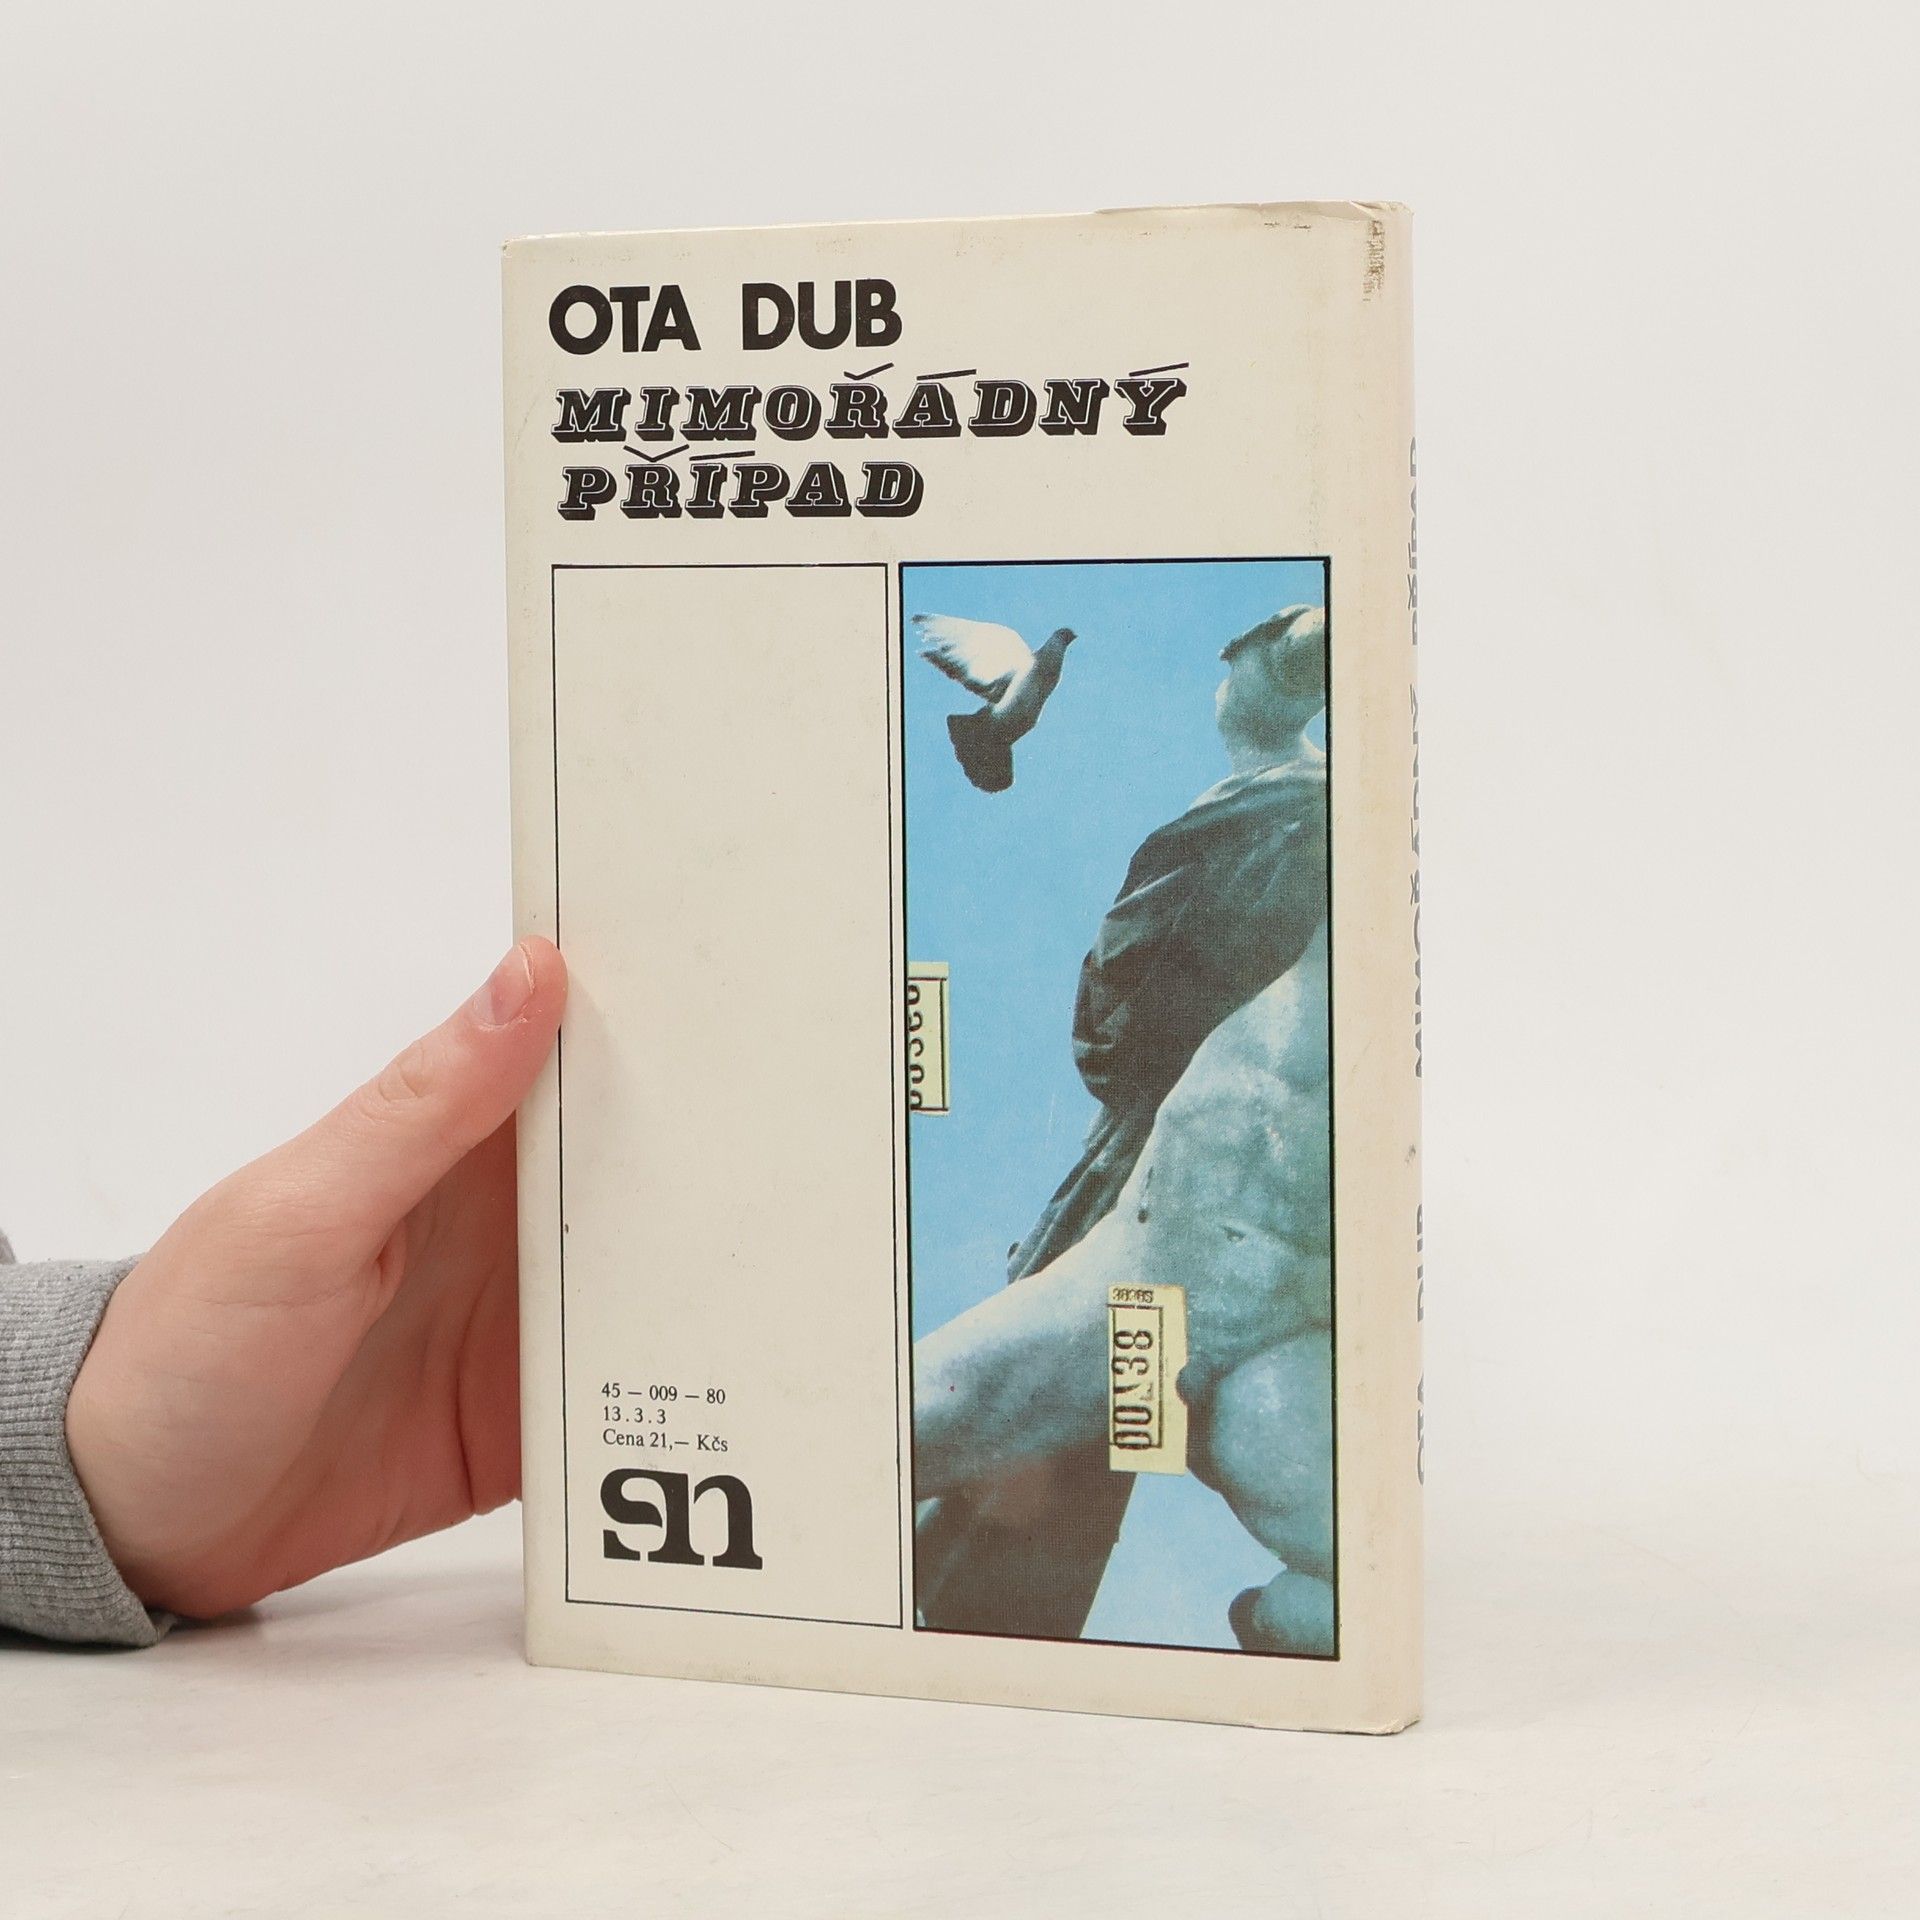 OTA DUB
MIMOŘÁDNÝ
PŘÍPAD
45 — 009 — 80
13.3.3
Cena 21,— Kčs
sn
OTA DUB MIMOŘÁDNÝ PŘÍPAD